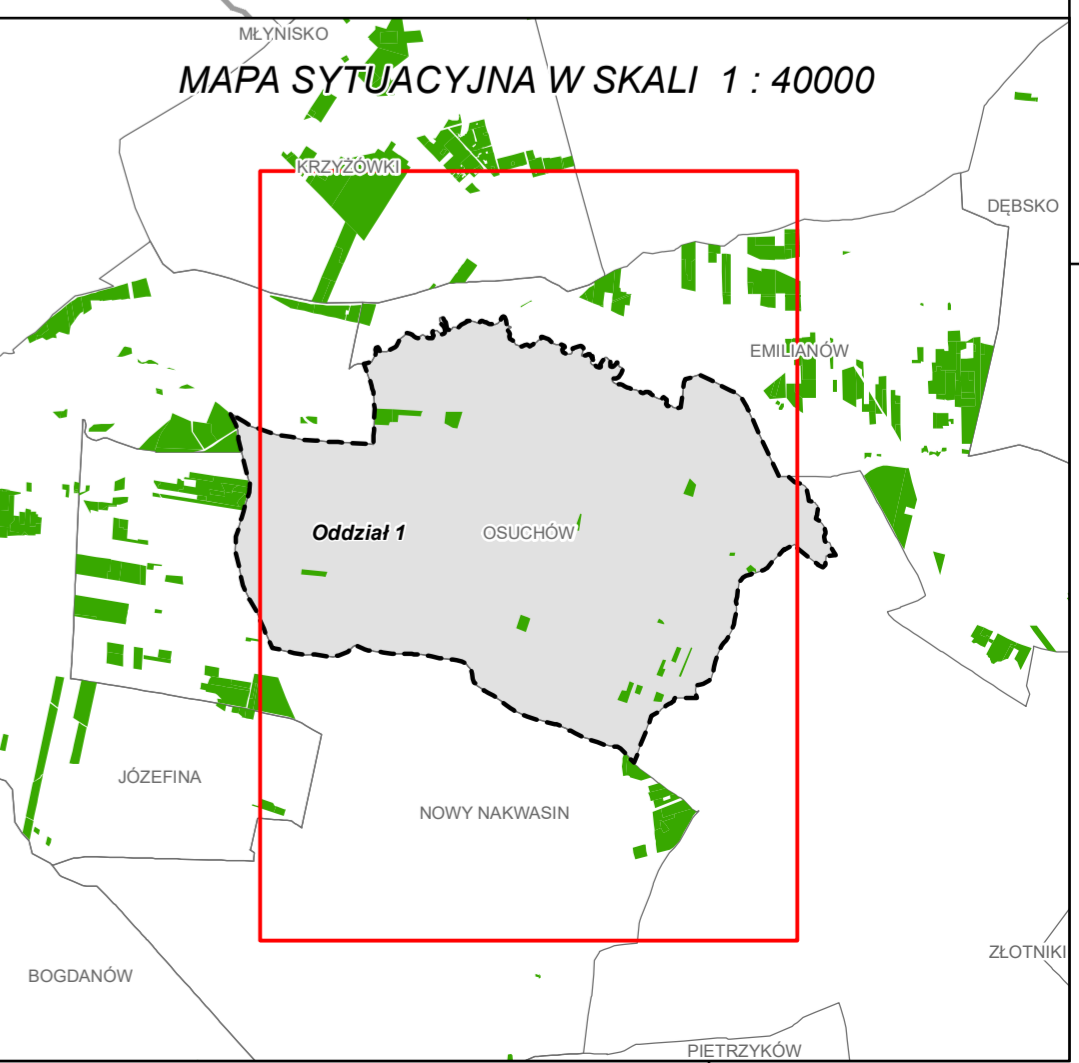 MŁYNISKO
MAPA SYTUACYJNA W SKALI 1 : 40000
KRZYŻÓWKI
DĘBSKO
EMILIANÓW
Oddział 1
OSUCHÓW
JÓZEFINA
NOWY NAKWASIN
ZŁOTNIKI
BOGDANÓW
PIETRZYKÓW